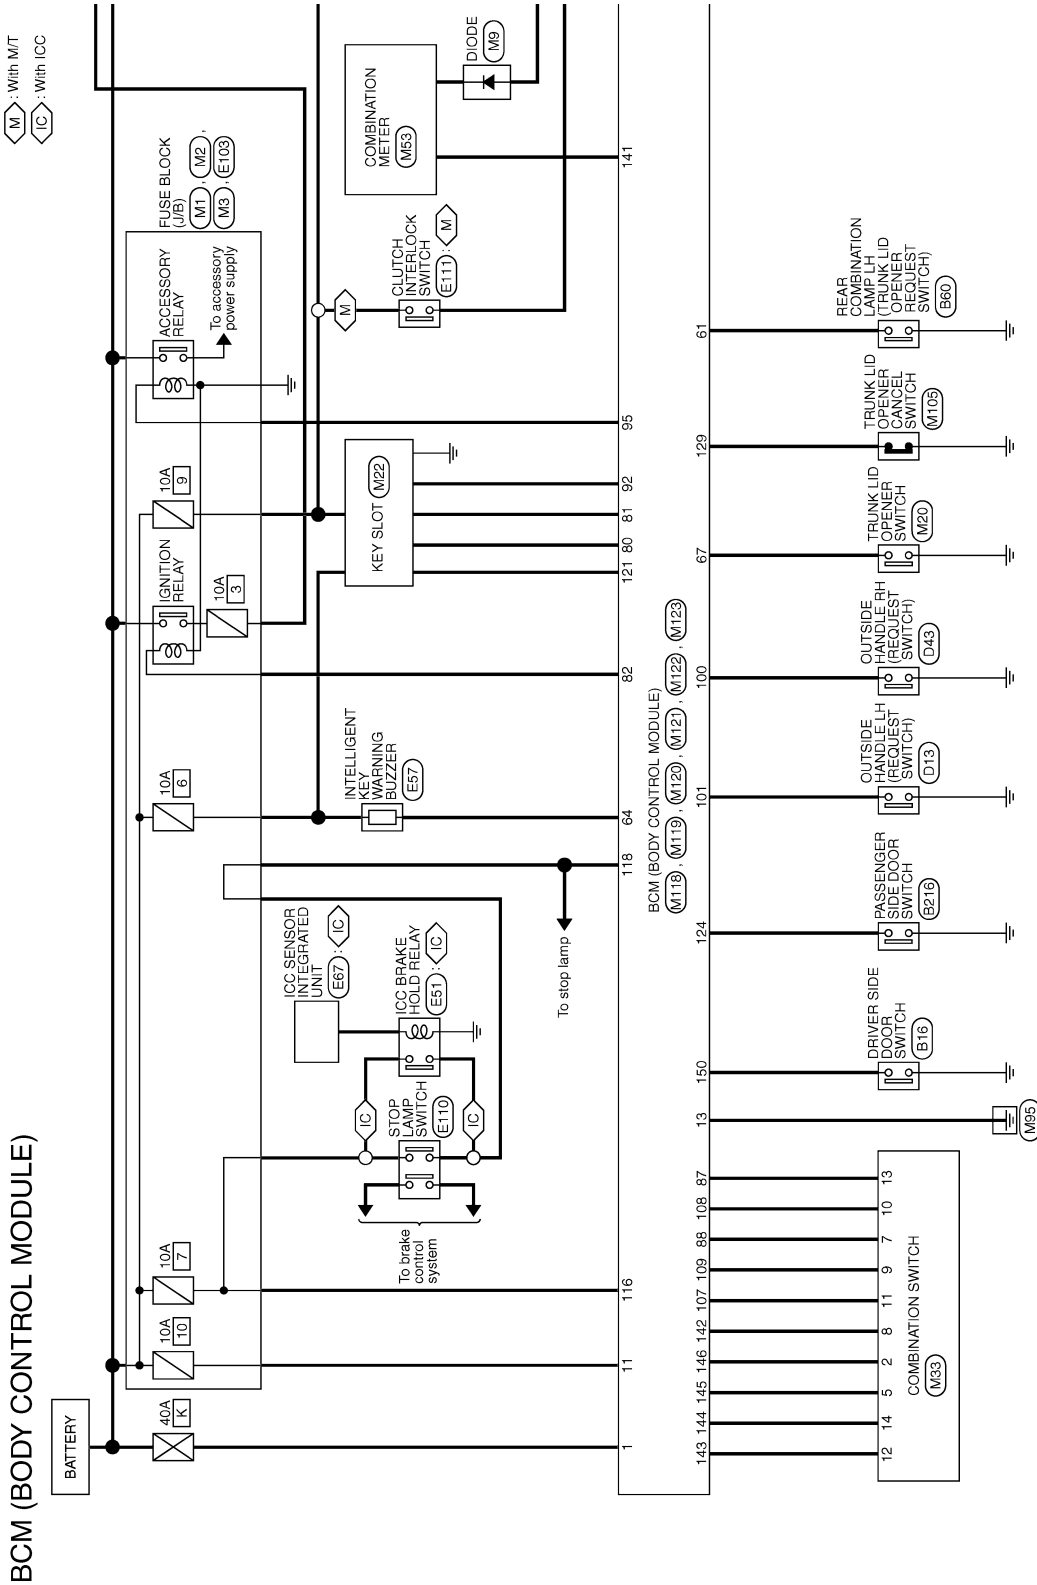 BCM (BODY CONTROL MODULE)
M : With M/T
IC : With ICC
BATTERY
40A
K
10A
10
10A
7
10A
6
IGNITION
RELAY
10A
3
10A
9
ACCESSORY
RELAY
To accessory
power supply
FUSE BLOCK
(J/B)
M1 , M2 ,
M3 , E103
To brake
control
system
STOP
LAMP
SWITCH
E110
IC
IC
ICC SENSOR
INTEGRATED
UNIT
E67 : IC
ICC BRAKE
HOLD RELAY
E51 : IC
To stop lamp
INTELLIGENT
KEY
WARNING
BUZZER
E57
KEY SLOT
M22
M
CLUTCH
INTERLOCK
SWITCH
E111 : M
COMBINATION
METER
M53
DIODE
M9
1
11
116
118
64
82
121
80
81
92
95
141
BCM (BODY CONTROL MODULE)
M118 , M119 , M120 , M121 , M122 , M123
143
144
145
146
142
107
109
88
108
87
13
150
124
101
100
67
129
61
12
14
5
2
8
11
9
7
10
13
COMBINATION SWITCH
M33
M95
DRIVER SIDE
DOOR
SWITCH
B16
PASSENGER
SIDE DOOR
SWITCH
B216
OUTSIDE
HANDLE LH
(REQUEST
SWITCH)
D13
OUTSIDE
HANDLE RH
(REQUEST
SWITCH)
D43
TRUNK LID
OPENER
SWITCH
M20
TRUNK LID
OPENER
CANCEL
SWITCH
M105
REAR
COMBINATION
LAMP LH
(TRUNK LID
OPENER
REQUEST
SWITCH)
B60